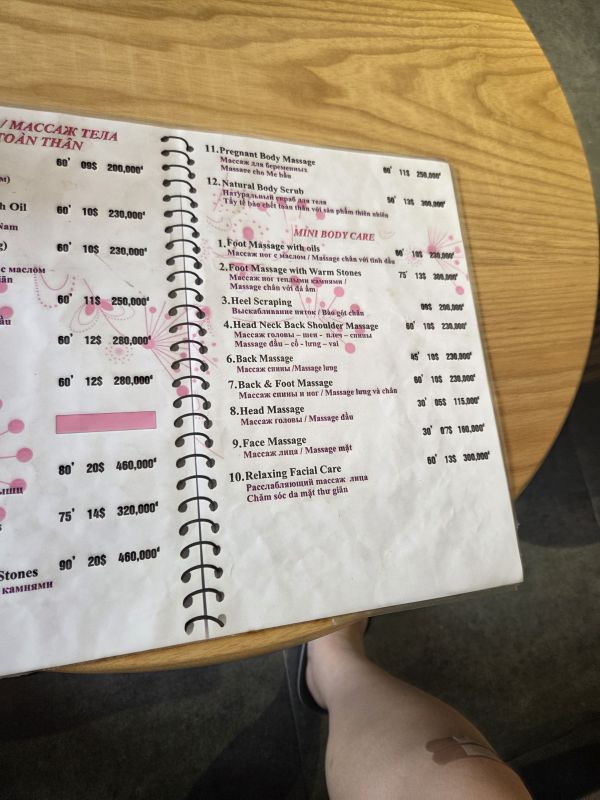 / МАССАЖ ТЕЛА
TOÀN THÂN
60' 09$ 200,000đ
м)
h Oil
60' 10$ 230,000đ
Nam
g)
60' 10$ 230,000đ
с маслом
60' 11$ 250,000đ
60' 12$ 280,000đ
60' 12$ 280,000đ
80' 20$ 460,000đ
75' 14$ 320,000đ
90' 20$ 460,000đ
Stones
камнями
11. Pregnant Body Massage 60' 11$ 250,000đ
Массаж для беременных
Massage cho Mẹ bầu
12. Natural Body Scrub 90' 13$ 300,000đ
Натуральный скраб для тела
Tẩy tế bào chết toàn thân với sản phẩm thiên nhiên
MINI BODY CARE
1. Foot Massage with oils 60' 10$ 230,000đ
Массаж ног с маслом / Massage chân với tinh dầu
2. Foot Massage with Warm Stones 75' 13$ 300,000đ
Массаж ног теплыми камнями /
Massage chân với đá ấm
3. Heel Scraping 09$ 200,000đ
Выскабливание пяток / Bào gót chân
4. Head Neck Back Shoulder Massage 60' 10$ 230,000đ
Массаж головы – шеи - плеч – спины
Massage đầu – cổ - lưng – vai
6. Back Massage 45' 10$ 230,000đ
Массаж спины /Massage lưng
7. Back & Foot Massage 60' 10$ 230,000đ
Массаж спины и ног / Massage lưng và chân
8. Head Massage 30' 05$ 115,000đ
Массаж головы / Massage đầu
9. Face Massage 30' 07$ 160,000đ
Массаж лица / Massage mặt
10. Relaxing Facial Care 60' 13$ 300,000đ
Расслабляющий массаж лица
Chăm sóc da mặt thư giãn